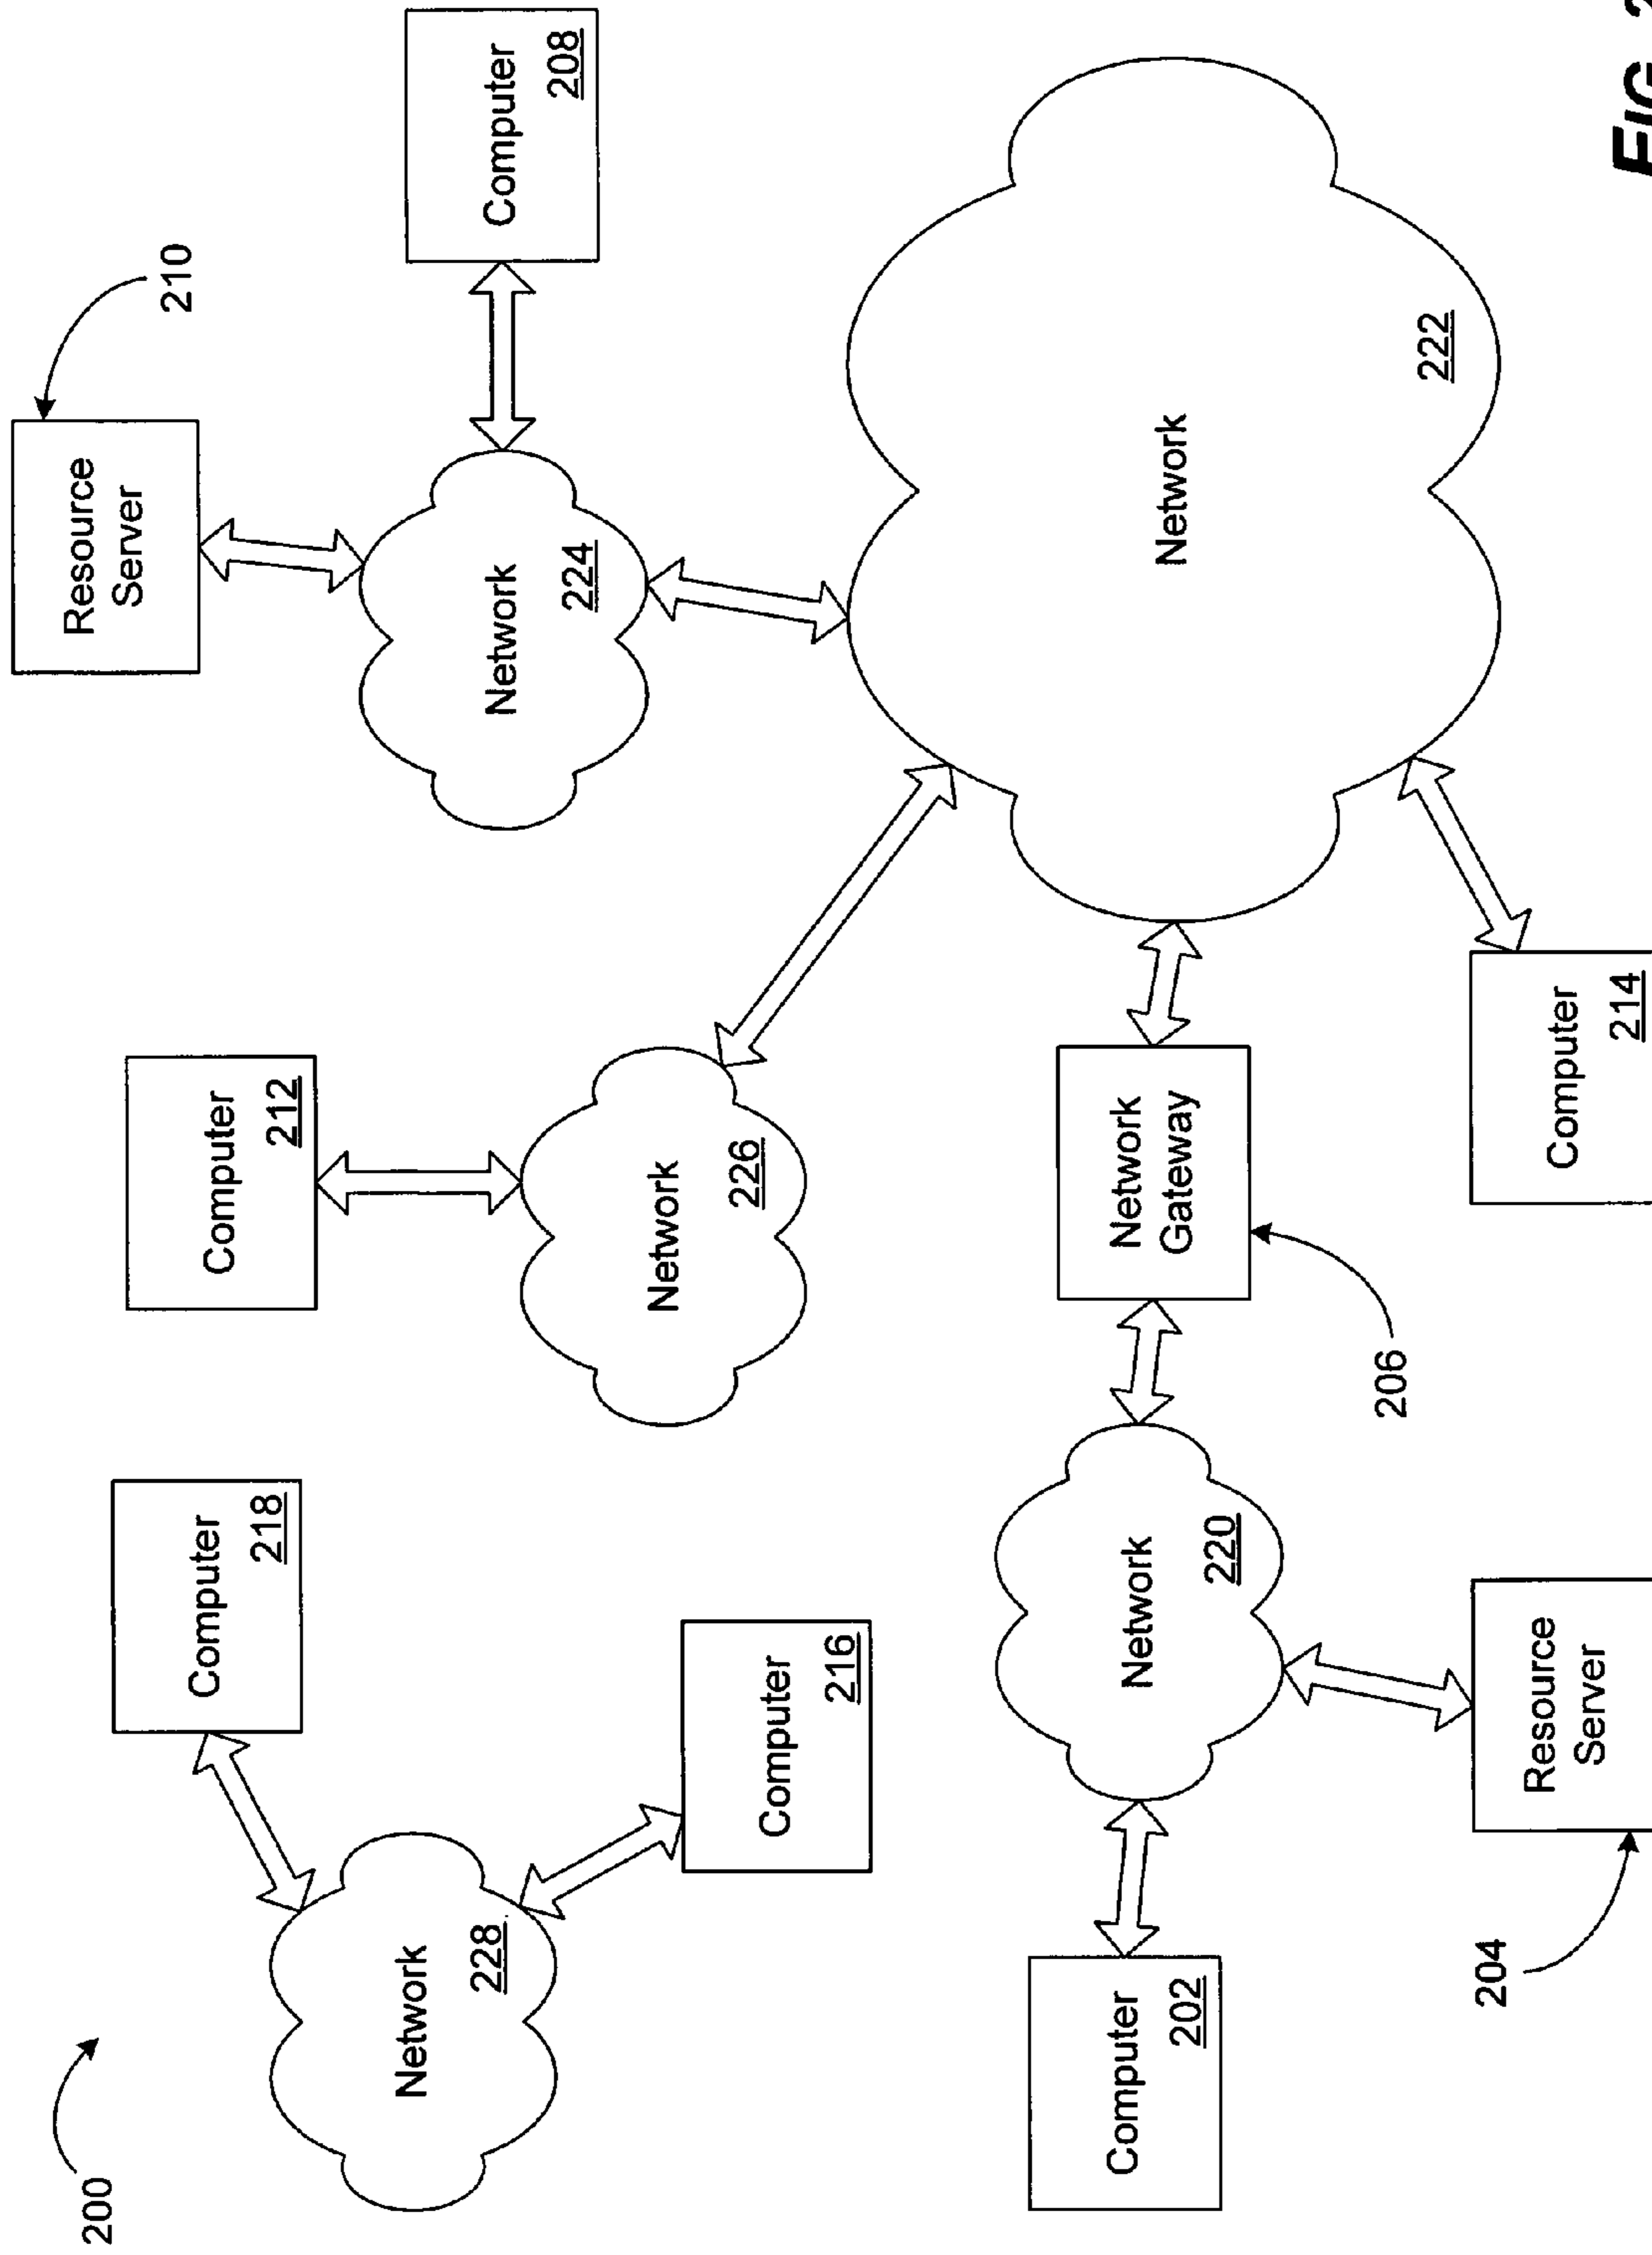 200
Computer
218
Computer
212
Resource
Server
210
Network
228
Computer
216
Network
226
Network
224
Computer
208
Computer
202
Network
220
Network
Gateway
206
Network
222
204
Resource
Server
Computer
214
FIG. 2